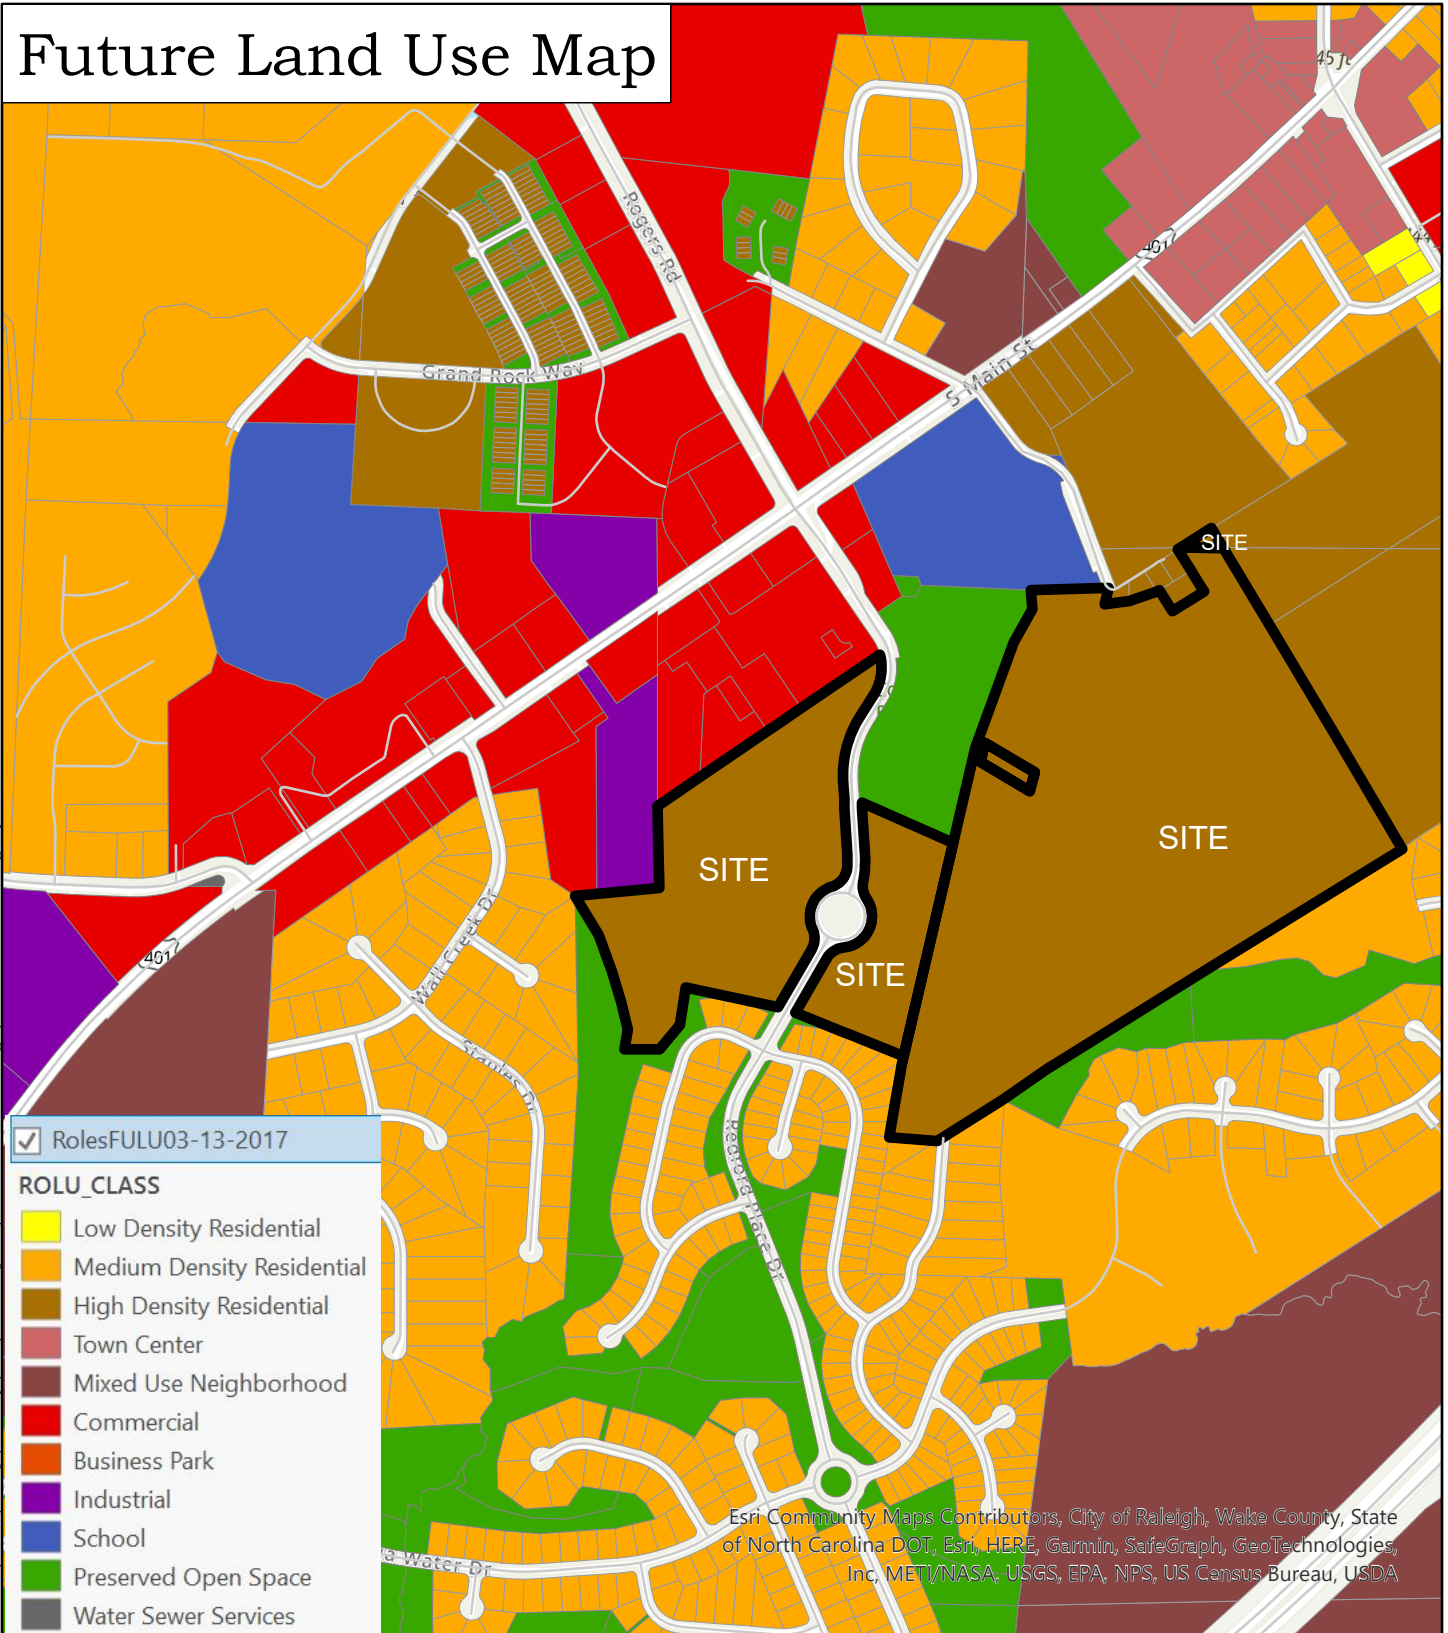 Future Land Use Map
45 ft
Rogers Rd
401
Grand Rock Way
S Main St
SITE
SITE
SITE
SITE
401
Wall Creek Dr
Staples Dr
Redford Place Dr
RolesFULU03-13-2017
ROLU_CLASS
Low Density Residential
Medium Density Residential
High Density Residential
Town Center
Mixed Use Neighborhood
Commercial
Business Park
Industrial
School
Preserved Open Space
Water Sewer Services
a Water Dr
Esri Community Maps Contributors, City of Raleigh, Wake County, State
of North Carolina DOT, Esri, HERE, Garmin, SafeGraph, GeoTechnologies,
Inc, METI/NASA, USGS, EPA, NPS, US Census Bureau, USDA